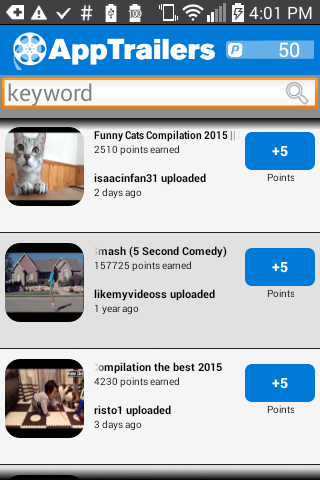 # 4:01 PM
AppTrailers P 50
keyword
Funny Cats Compilation 2015 ||
2510 points earned
+5
isaacinfan31 uploaded
Points
2 days ago
mash (5 Second Comedy)
157725 points earned
+5
likemyvideoss uploaded
Points
1 year ago
ompilation the best 2015
4230 points earned
+5
risto1 uploaded
Points
3 days ago